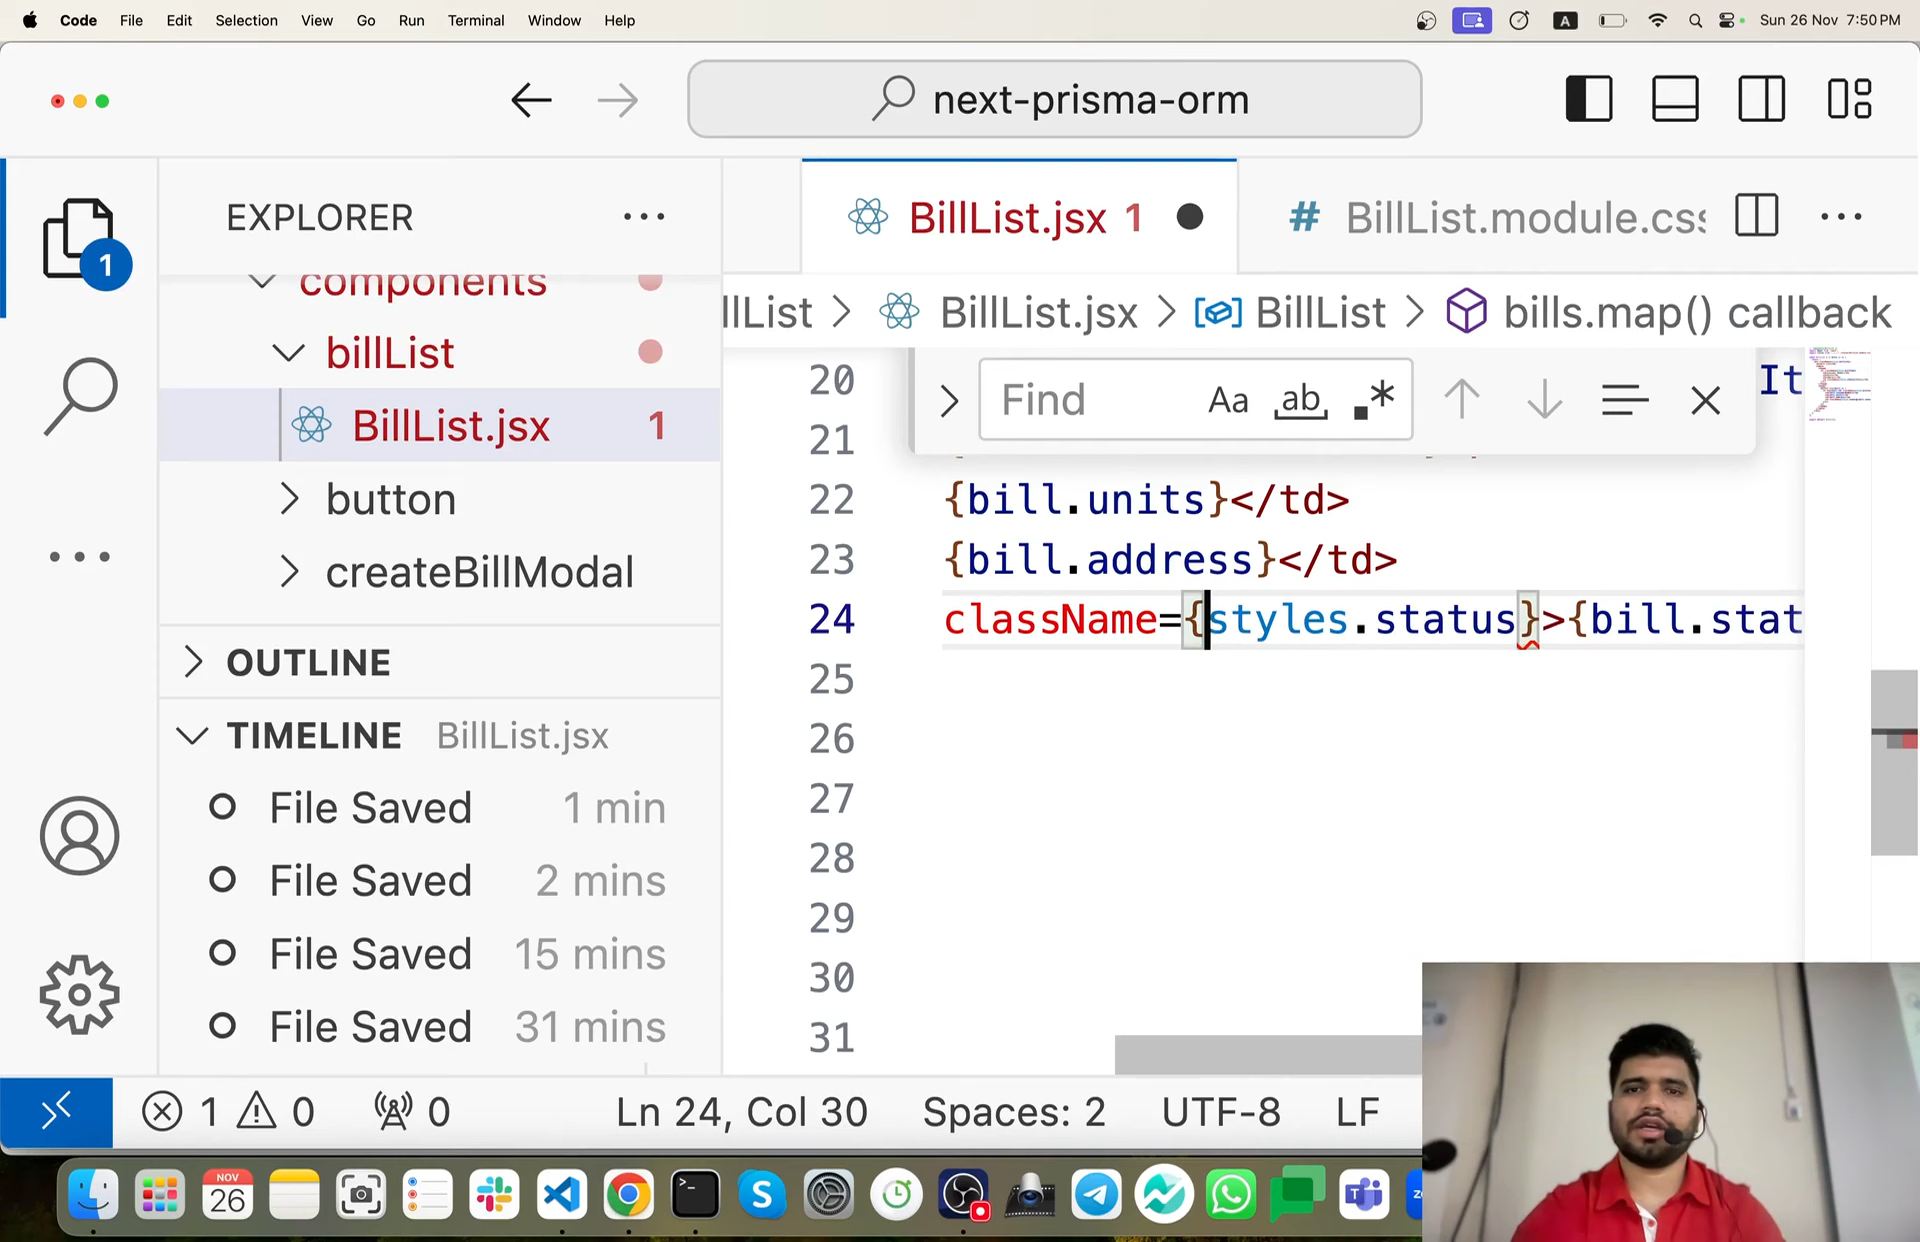 Code File Edit Selection View Go Run Terminal Window Help
A Sun 26 Nov 7:50 PM
next-prisma-orm
EXPLORER
1
components
billList
BillList.jsx 1
button
createBillModal
OUTLINE
TIMELINE BillList.jsx
File Saved 1 min
File Saved 2 mins
File Saved 15 mins
File Saved 31 mins
BillList.jsx 1
# BillList.module.css
llList > BillList.jsx > BillList > bills.map() callback
Find Aa ab .*
20 It
21
22 {bill.units}</td>
23 {bill.address}</td>
24 className={styles.status}>{bill.stat
25
26
27
28
29
30
31
1 0 0 Ln 24, Col 30 Spaces: 2 UTF-8 LF
NOV
26
S
T